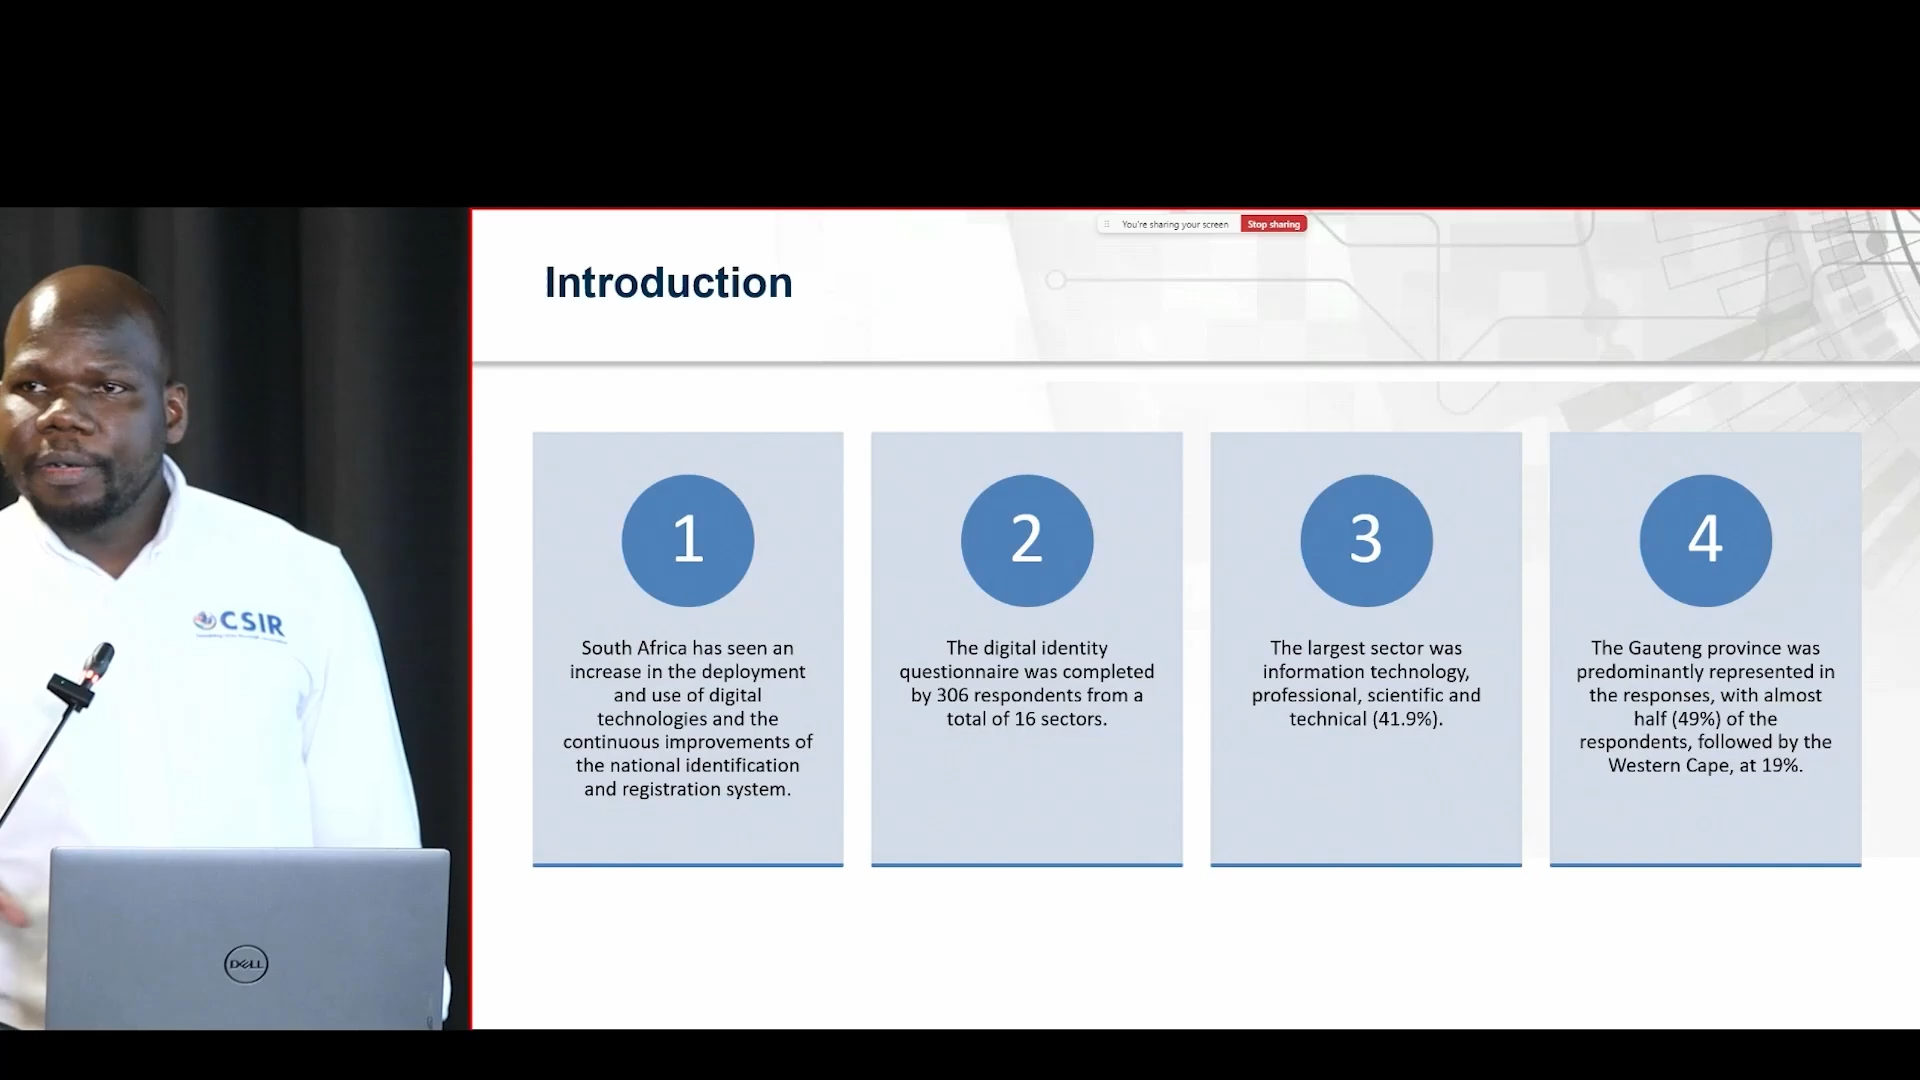 You're sharing your screen
Stop sharing
Introduction
1
South Africa has seen an
increase in the deployment
and use of digital
technologies and the
continuous improvements of
the national identification
and registration system.
2
The digital identity
questionnaire was completed
by 306 respondents from a
total of 16 sectors.
3
The largest sector was
information technology,
professional, scientific and
technical (41.9%).
4
The Gauteng province was
predominantly represented in
the responses, with almost
half (49%) of the
respondents, followed by the
Western Cape, at 19%.
CSIR
DELL